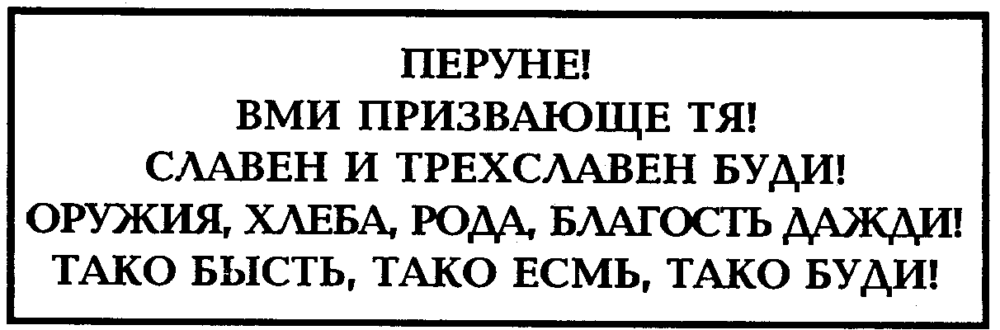 ПЕРУНЕ!
ВМИ ПРИЗВАЮЩЕ ТЯ!
СЛАВЕН И ТРЕХСЛАВЕН БУДИ!
ОРУЖИЯ, ХЛЕБА, РОДА, БЛАГОСТЬ ДАЖДИ!
ТАКО БЫСТЬ, ТАКО ЕСМЬ, ТАКО БУДИ!